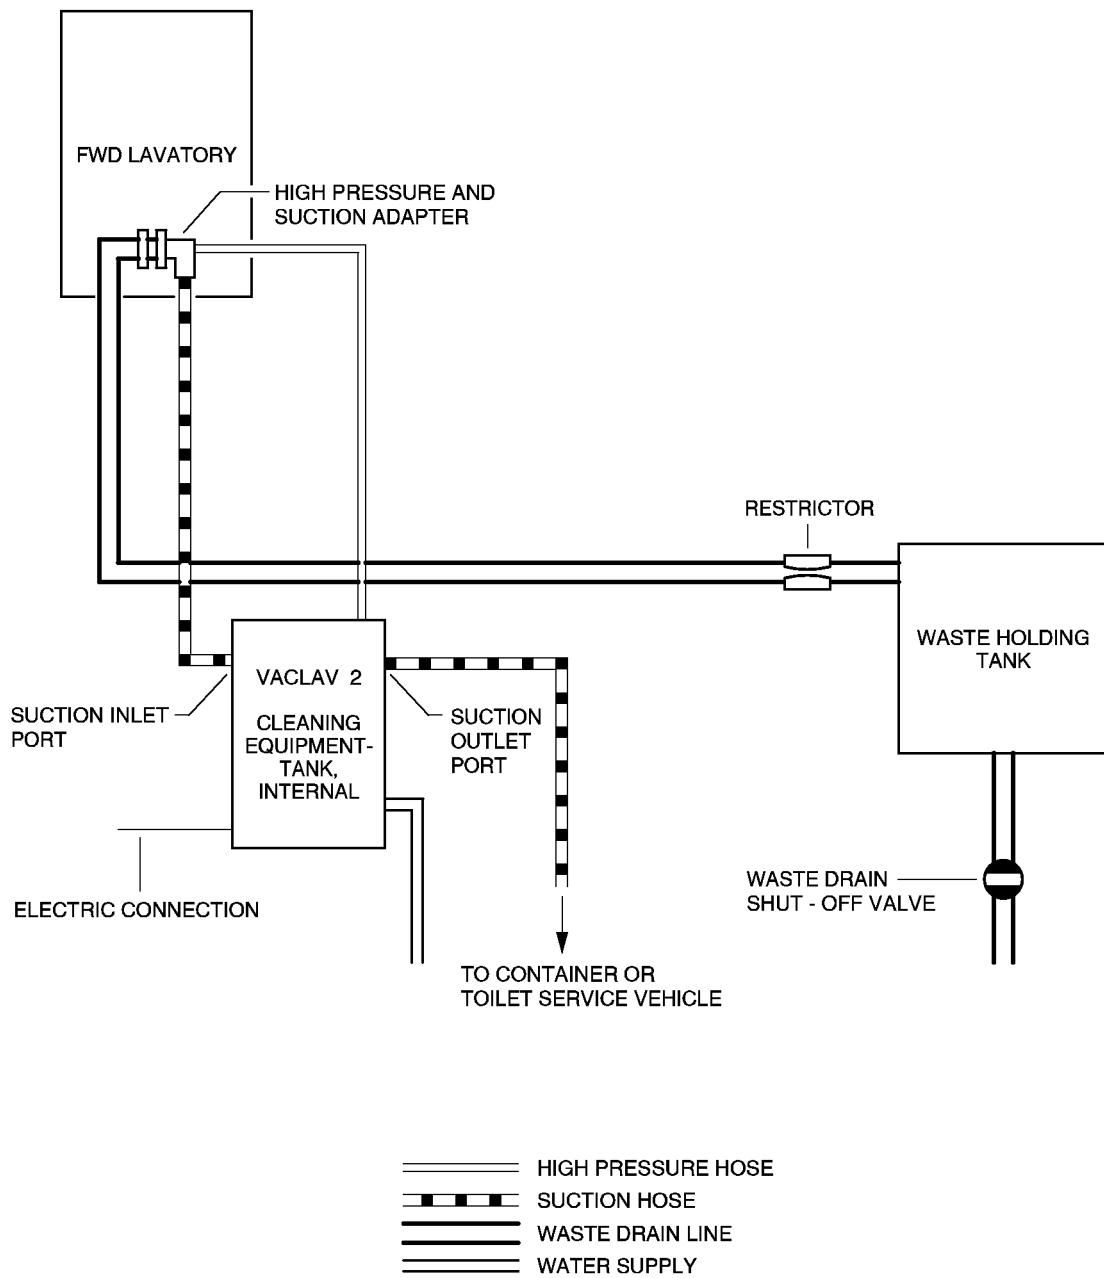 FWD LAVATORY
HIGH PRESSURE AND
SUCTION ADAPTER
RESTRICTOR
WASTE HOLDING
TANK
VACLAV 2
CLEANING
EQUIPMENT-
TANK,
INTERNAL
SUCTION INLET
PORT
SUCTION
OUTLET
PORT
ELECTRIC CONNECTION
WASTE DRAIN
SHUT - OFF VALVE
TO CONTAINER OR
TOILET SERVICE VEHICLE
HIGH PRESSURE HOSE
SUCTION HOSE
WASTE DRAIN LINE
WATER SUPPLY